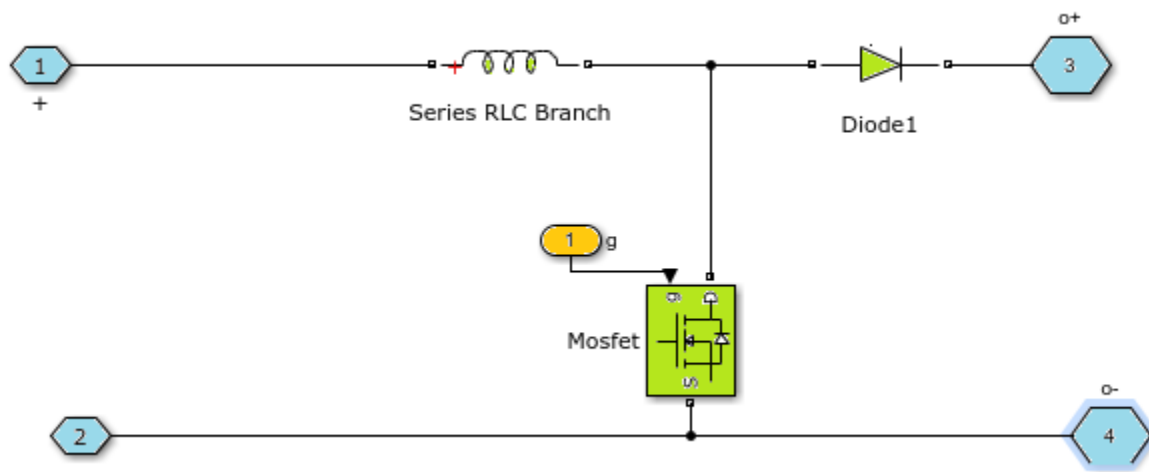 o+
1
3
+
Series RLC Branch
Diode1
1
g
g
D
Mosfet
S
o-
2
4